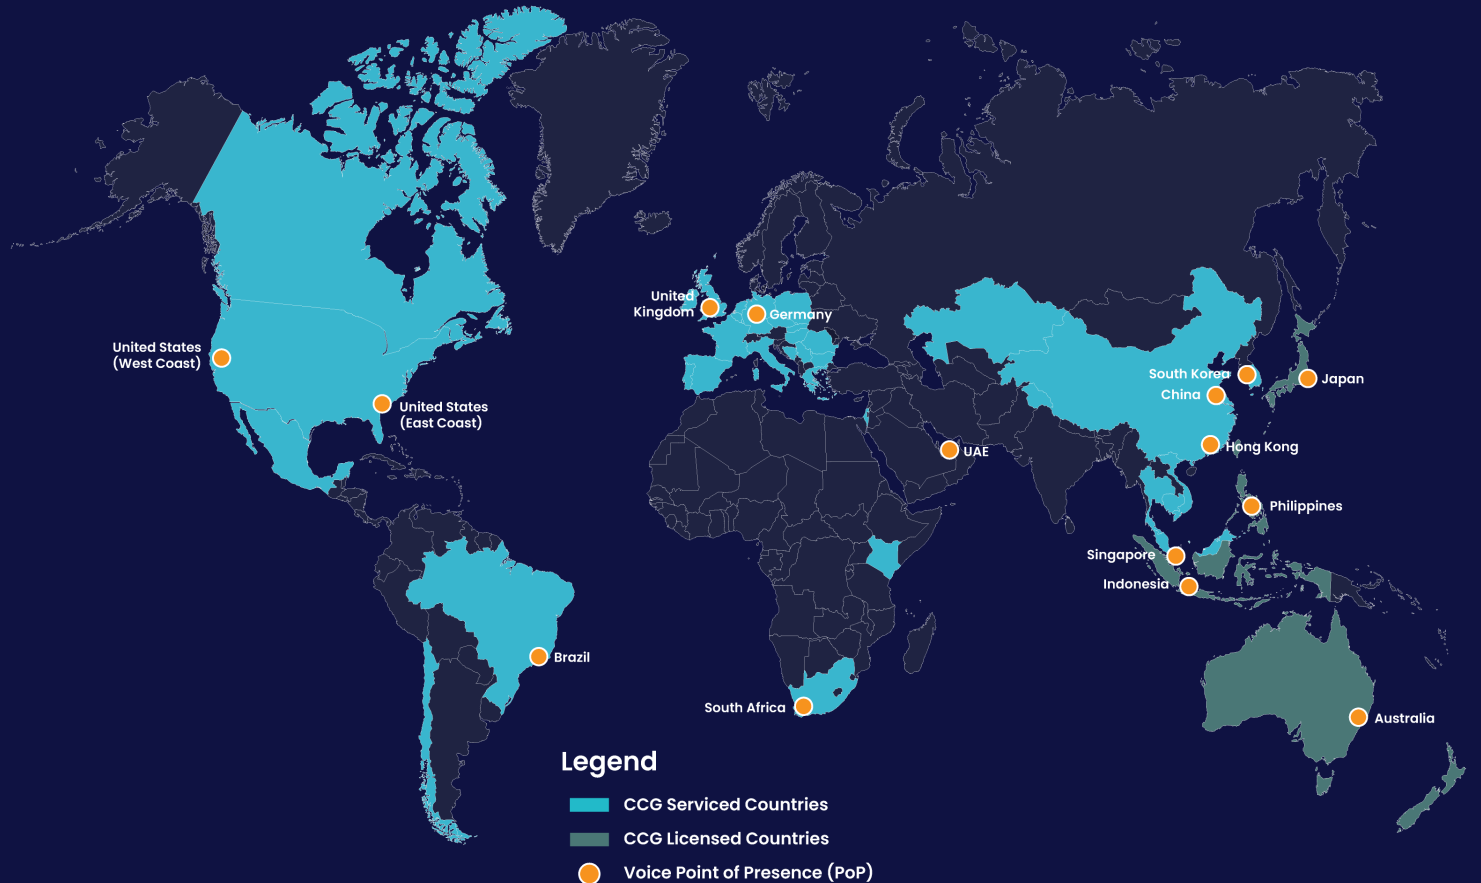 United
Kingdom
Germany
United States
(West Coast)
United States
(East Coast)
South Korea
Japan
China
Hong Kong
UAE
Philippines
Singapore
Indonesia
Brazil
South Africa
Australia
Legend
CCG Serviced Countries
CCG Licensed Countries
Voice Point of Presence (PoP)